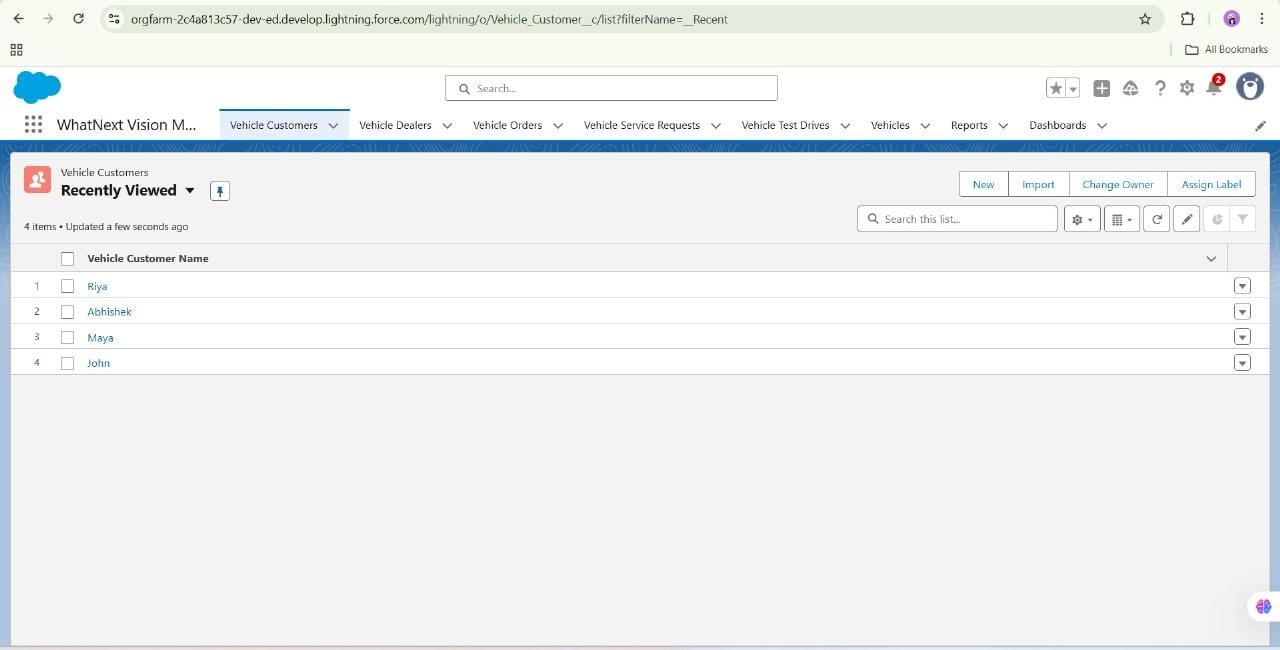 orgfarm-2c4a813c57-dev-ed.develop.lightning.force.com/lightning/o/Vehicle_Customer__c/list?filterName=__Recent
All Bookmarks
Search...
2
WhatNext Vision M... Vehicle Customers Vehicle Dealers Vehicle Orders Vehicle Service Requests Vehicle Test Drives Vehicles Reports Dashboards
Vehicle Customers
Recently Viewed
New Import Change Owner Assign Label
4 items • Updated a few seconds ago
Search this list...
Vehicle Customer Name
1 Riya
2 Abhishek
3 Maya
4 John